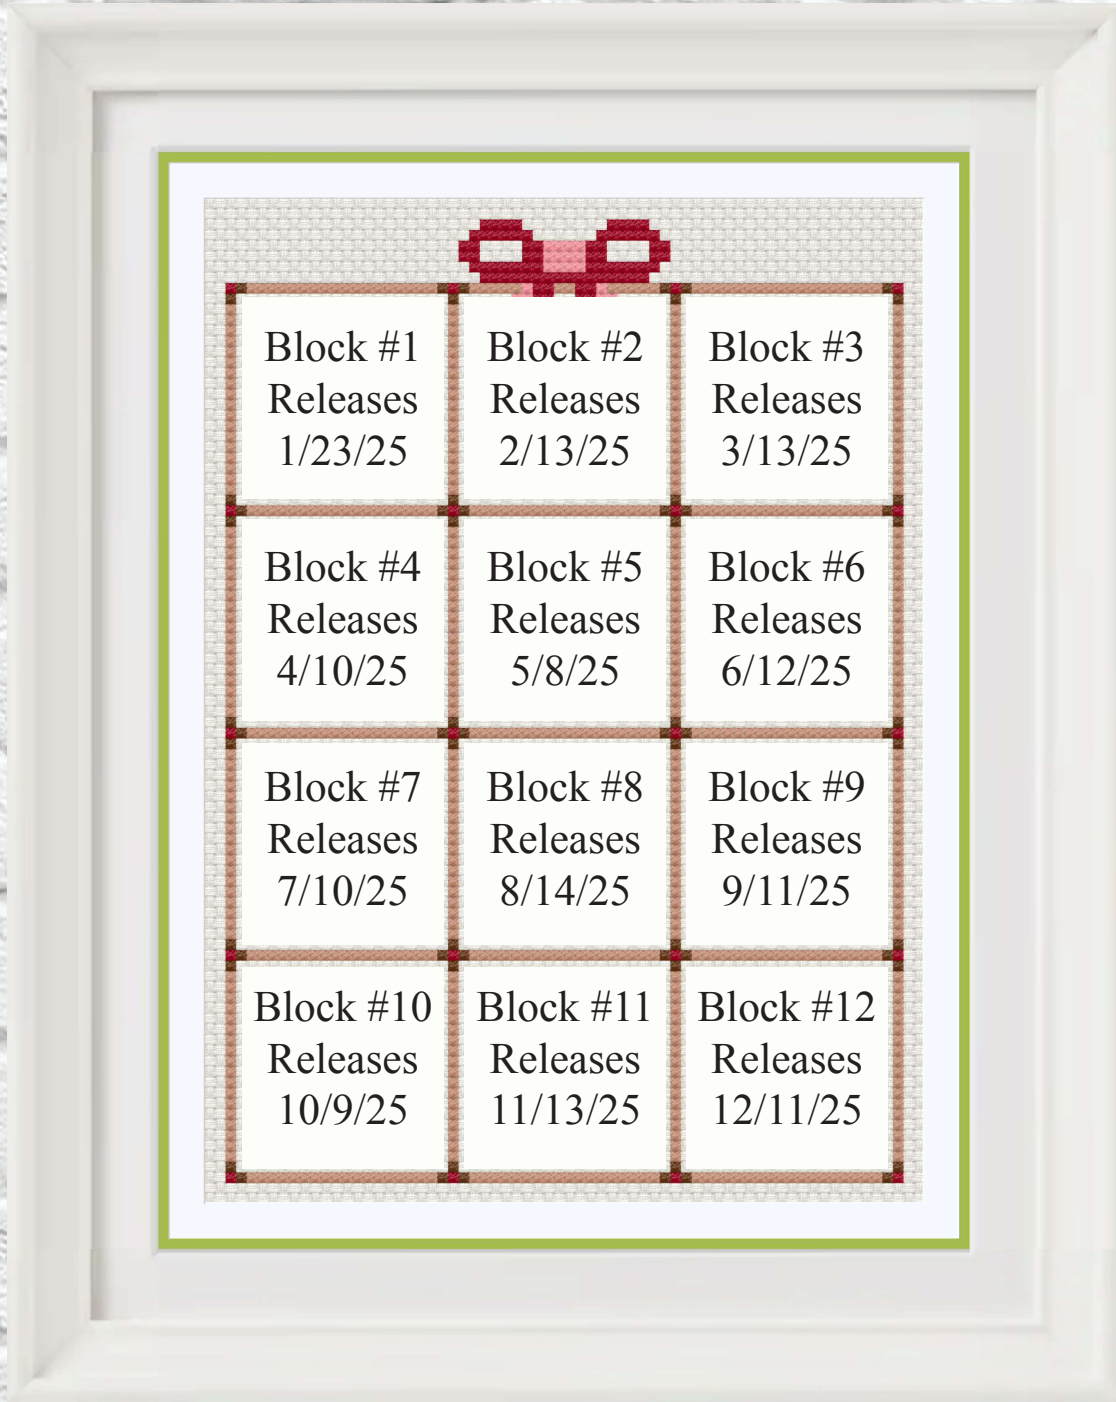 Block #1
Releases
1/23/25
Block #2
Releases
2/13/25
Block #3
Releases
3/13/25
Block #4
Releases
4/10/25
Block #5
Releases
5/8/25
Block #6
Releases
6/12/25
Block #7
Releases
7/10/25
Block #8
Releases
8/14/25
Block #9
Releases
9/11/25
Block #10
Releases
10/9/25
Block #11
Releases
11/13/25
Block #12
Releases
12/11/25